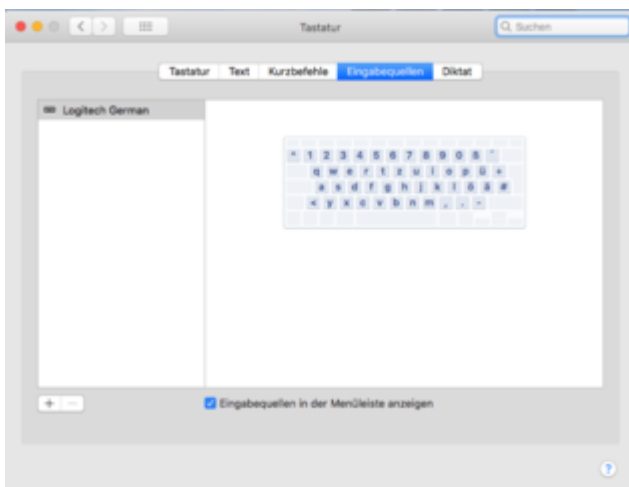 Tastatur
Suchen
Tastatur Text Kurzbefehle Eingabequellen Diktat
Logitech German
^ 1 2 3 4 5 6 7 8 9 0 ß ´
q w e r t z u i o p ü +
a s d f g h j k l ö ä #
< y x c v b n m , . -
+ −
Eingabequellen in der Menüleiste anzeigen
?